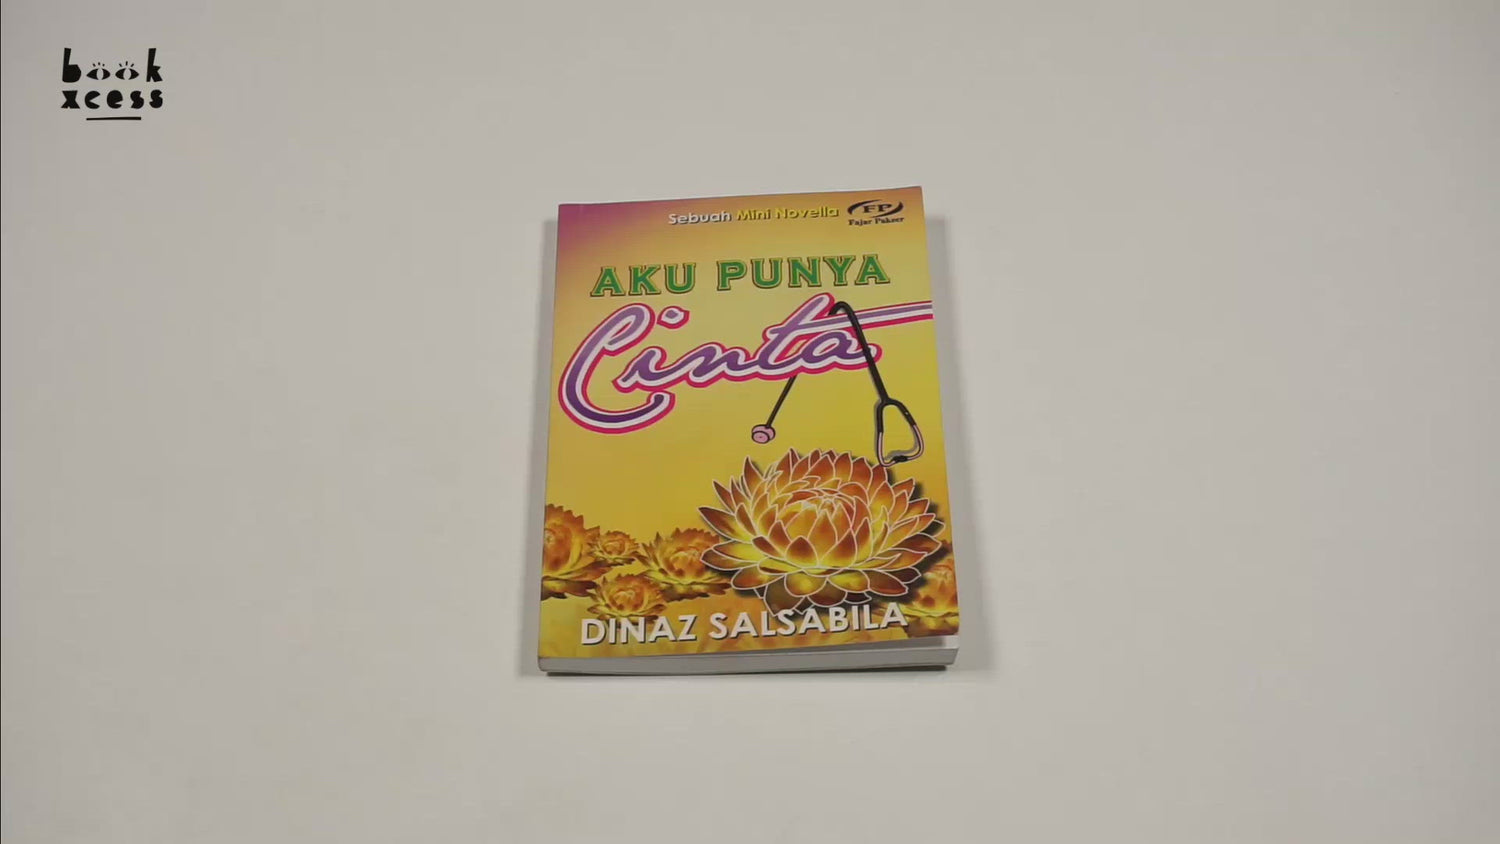 book
xcess
Sebuah Mini Novella
FP
Fajar Pakeer
AKU PUNYA
Cinta
DINAZ SALSABILA